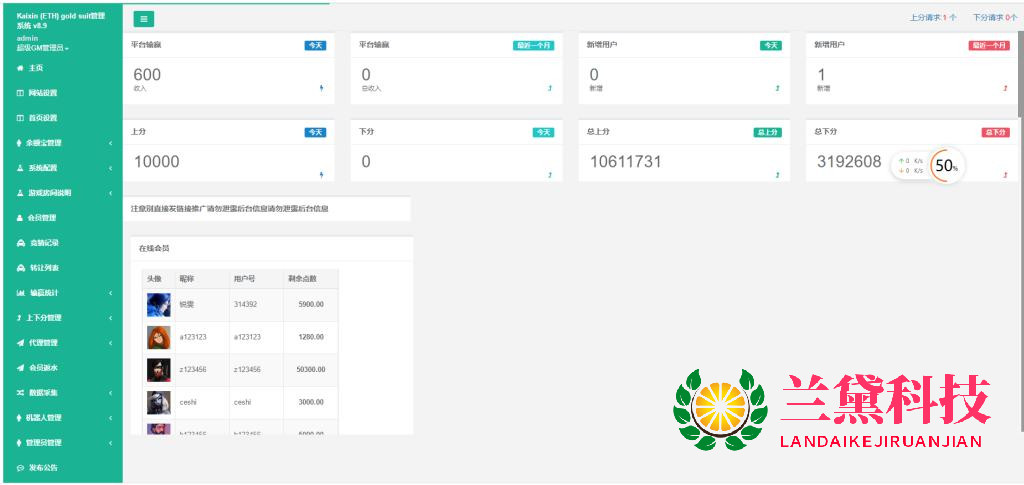 Kaixin (ETH) gold suit管理
系统 v8.9
admin
超级GM管理员
主页
网站设置
首页设置
余额宝管理
系统配置
游戏房间说明
会员管理
竞猜记录
转让列表
输赢统计
上下分管理
代理管理
会员返水
数据采集
机器人管理
管理员管理
发布公告
上分请求:1 个 下分请求 0个
平台输赢 今天
600
收入
平台输赢 最近一个月
0
总收入
新增用户 今天
0
新增
新增用户 最近一个月
1
新增
上分 今天
10000
下分 今天
0
总上分 总上分
10611731
总下分 总下分
3192608
0 K/s
0 K/s
50%
注意别直接发链接推广请勿泄露后台信息请勿泄露后台信息
在线会员
头像 昵称 用户号 剩余点数
锐雯 314392 5900.00
a123123 a123123 1280.00
z123456 z123456 50300.00
ceshi ceshi 3000.00
兰黛科技
LANDAIKEJIRUANJIAN